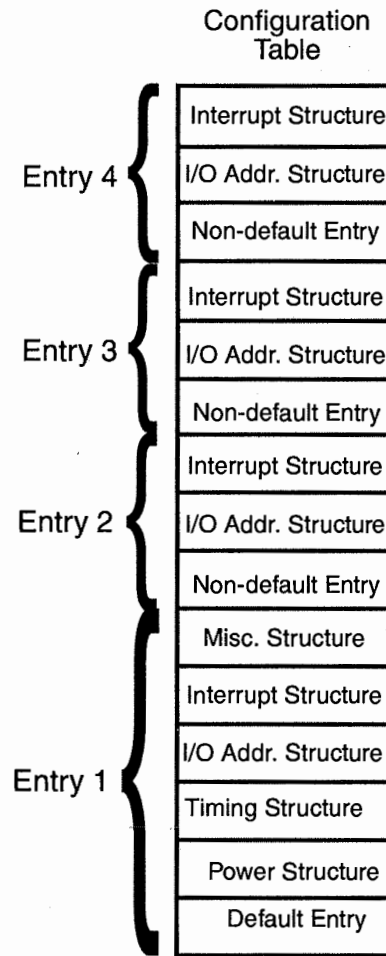 Configuration
Table
Interrupt Structure
Entry 4
I/O Addr. Structure
Non-default Entry
Interrupt Structure
Entry 3
I/O Addr. Structure
Non-default Entry
Interrupt Structure
Entry 2
I/O Addr. Structure
Non-default Entry
Misc. Structure
Interrupt Structure
I/O Addr. Structure
Entry 1
Timing Structure
Power Structure
Default Entry